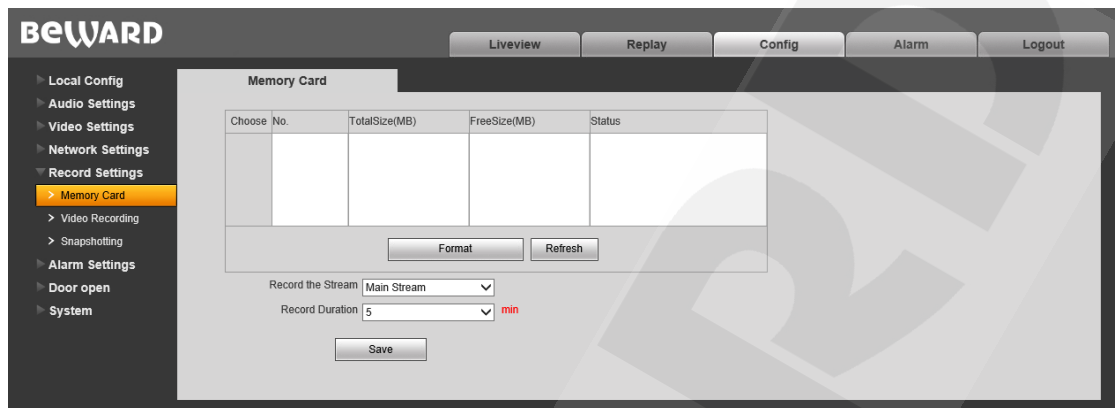 BEWARD
Liveview Replay Config Alarm Logout
Local Config
Audio Settings
Video Settings
Network Settings
Record Settings
Memory Card
Video Recording
Snapshotting
Alarm Settings
Door open
System
Memory Card
Choose No. TotalSize(MB) FreeSize(MB) Status
Format Refresh
Record the Stream Main Stream
Record Duration 5 min
Save